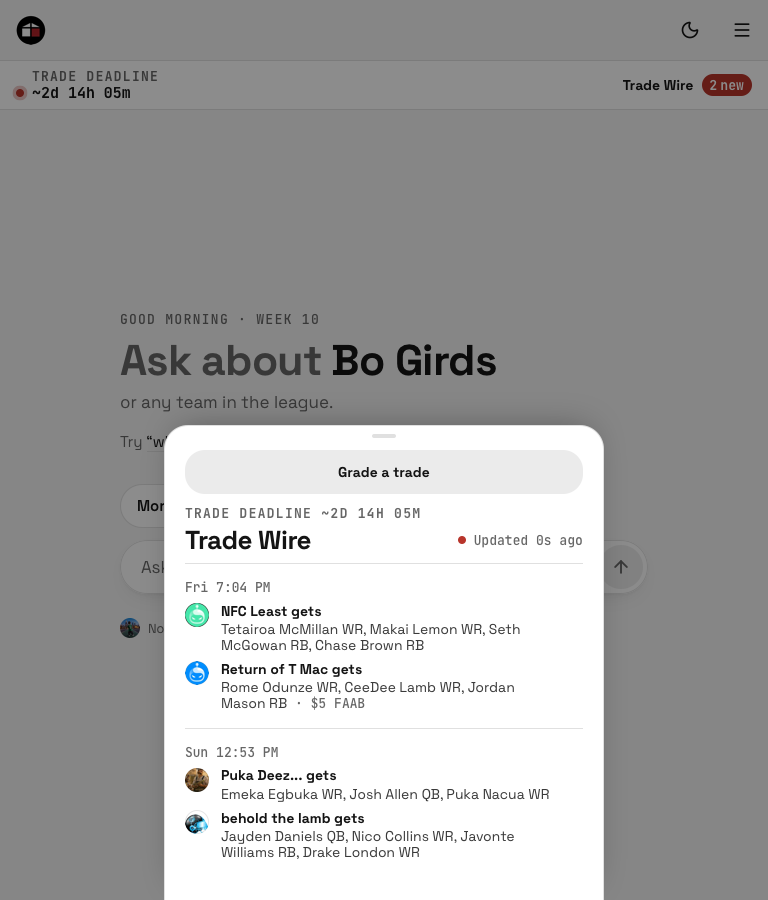 TRADE DEADLINE
~2d 14h 05m
Trade Wire 2 new
GOOD MORNING · WEEK 10
Ask about Bo Girds
or any team in the league.
Try
Grade a trade
TRADE DEADLINE ~2D 14H 05M
Trade Wire
Updated 0s ago
Fri 7:04 PM
NFC Least gets
Tetairoa McMillan WR, Makai Lemon WR, Seth
McGowan RB, Chase Brown RB
Return of T Mac gets
Rome Odunze WR, CeeDee Lamb WR, Jordan
Mason RB · $5 FAAB
Sun 12:53 PM
Puka Deez... gets
Emeka Egbuka WR, Josh Allen QB, Puka Nacua WR
behold the lamb gets
Jayden Daniels QB, Nico Collins WR, Javonte
Williams RB, Drake London WR